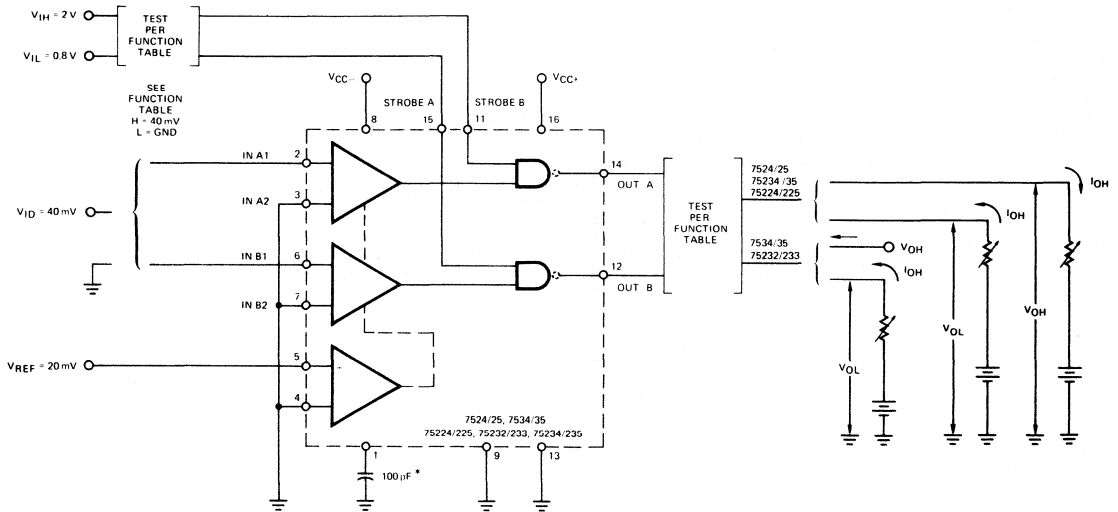 VIH = 2 V
VIL = 0.8 V
TEST
PER
FUNCTION
TABLE
SEE
FUNCTION
TABLE
H = 40 mV
L = GND
VCC–
VCC+
STROBE A
STROBE B
8
15
11
16
IN A1
2
IN A2
3
VID = 40 mV
IN B1
6
IN B2
7
VREF = 20 mV
5
4
14
OUT A
12
OUT B
TEST
PER
FUNCTION
TABLE
7524/25
75234 /35
75224/225
7534/35
75232/233
IOH
IOH
VOH
IOH
VOH
VOL
VOL
7524/25, 7534/35
75224/225, 75232/233, 75234/235
1
9
13
100 pF *